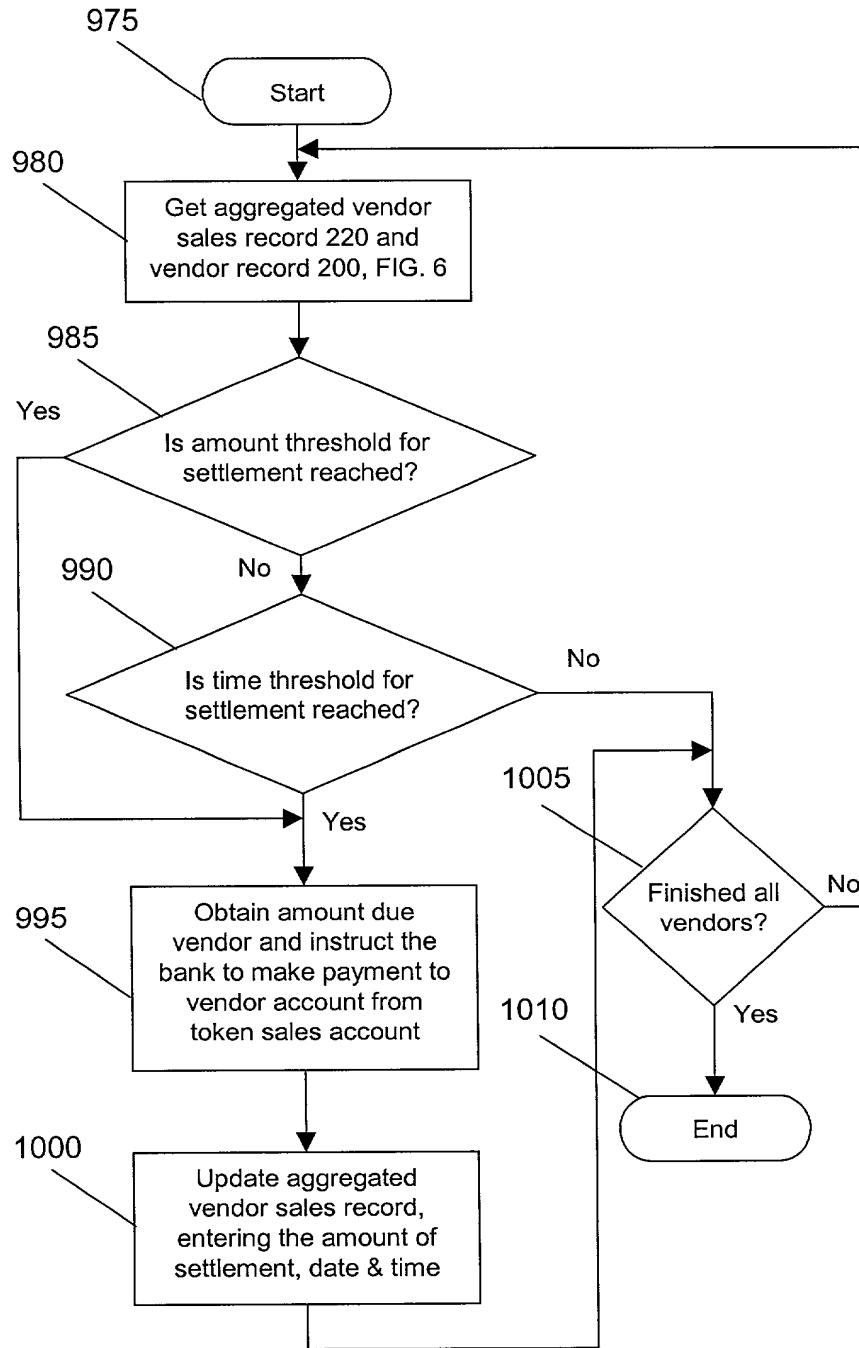 975
Start
980
Get aggregated vendor
sales record 220 and
vendor record 200, FIG. 6
985
Yes
Is amount threshold for
settlement reached?
No
990
No
Is time threshold for
settlement reached?
Yes
1005
Finished all
vendors?
No
995
Obtain amount due
vendor and instruct the
bank to make payment to
vendor account from
token sales account
Yes
1010
End
1000
Update aggregated
vendor sales record,
entering the amount of
settlement, date & time